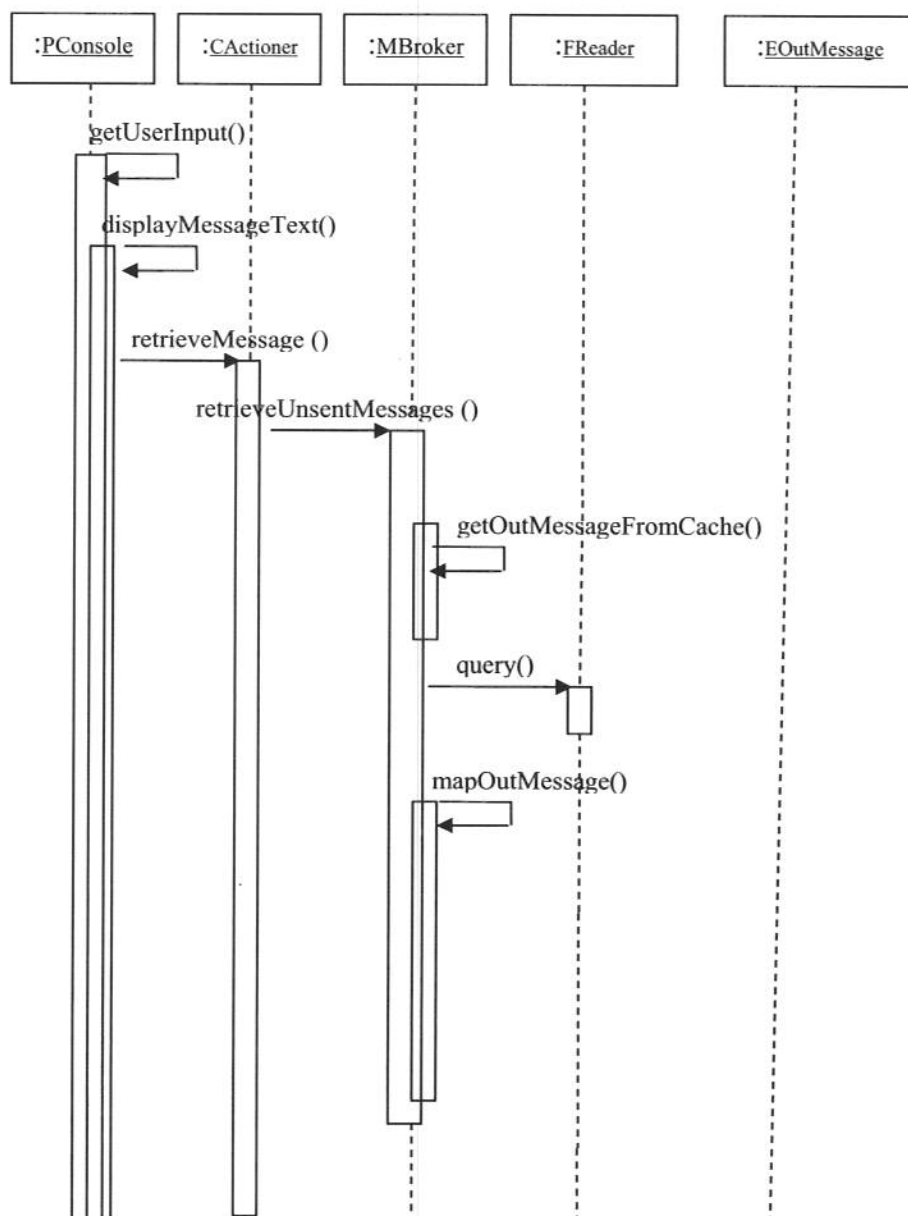 :PConsole
:CActioner
:MBroker
:FReader
:EOutMessage
getUserInput()
displayMessageText()
retrieveMessage ()
retrieveUnsentMessages ()
getOutMessageFromCache()
query()
mapOutMessage()